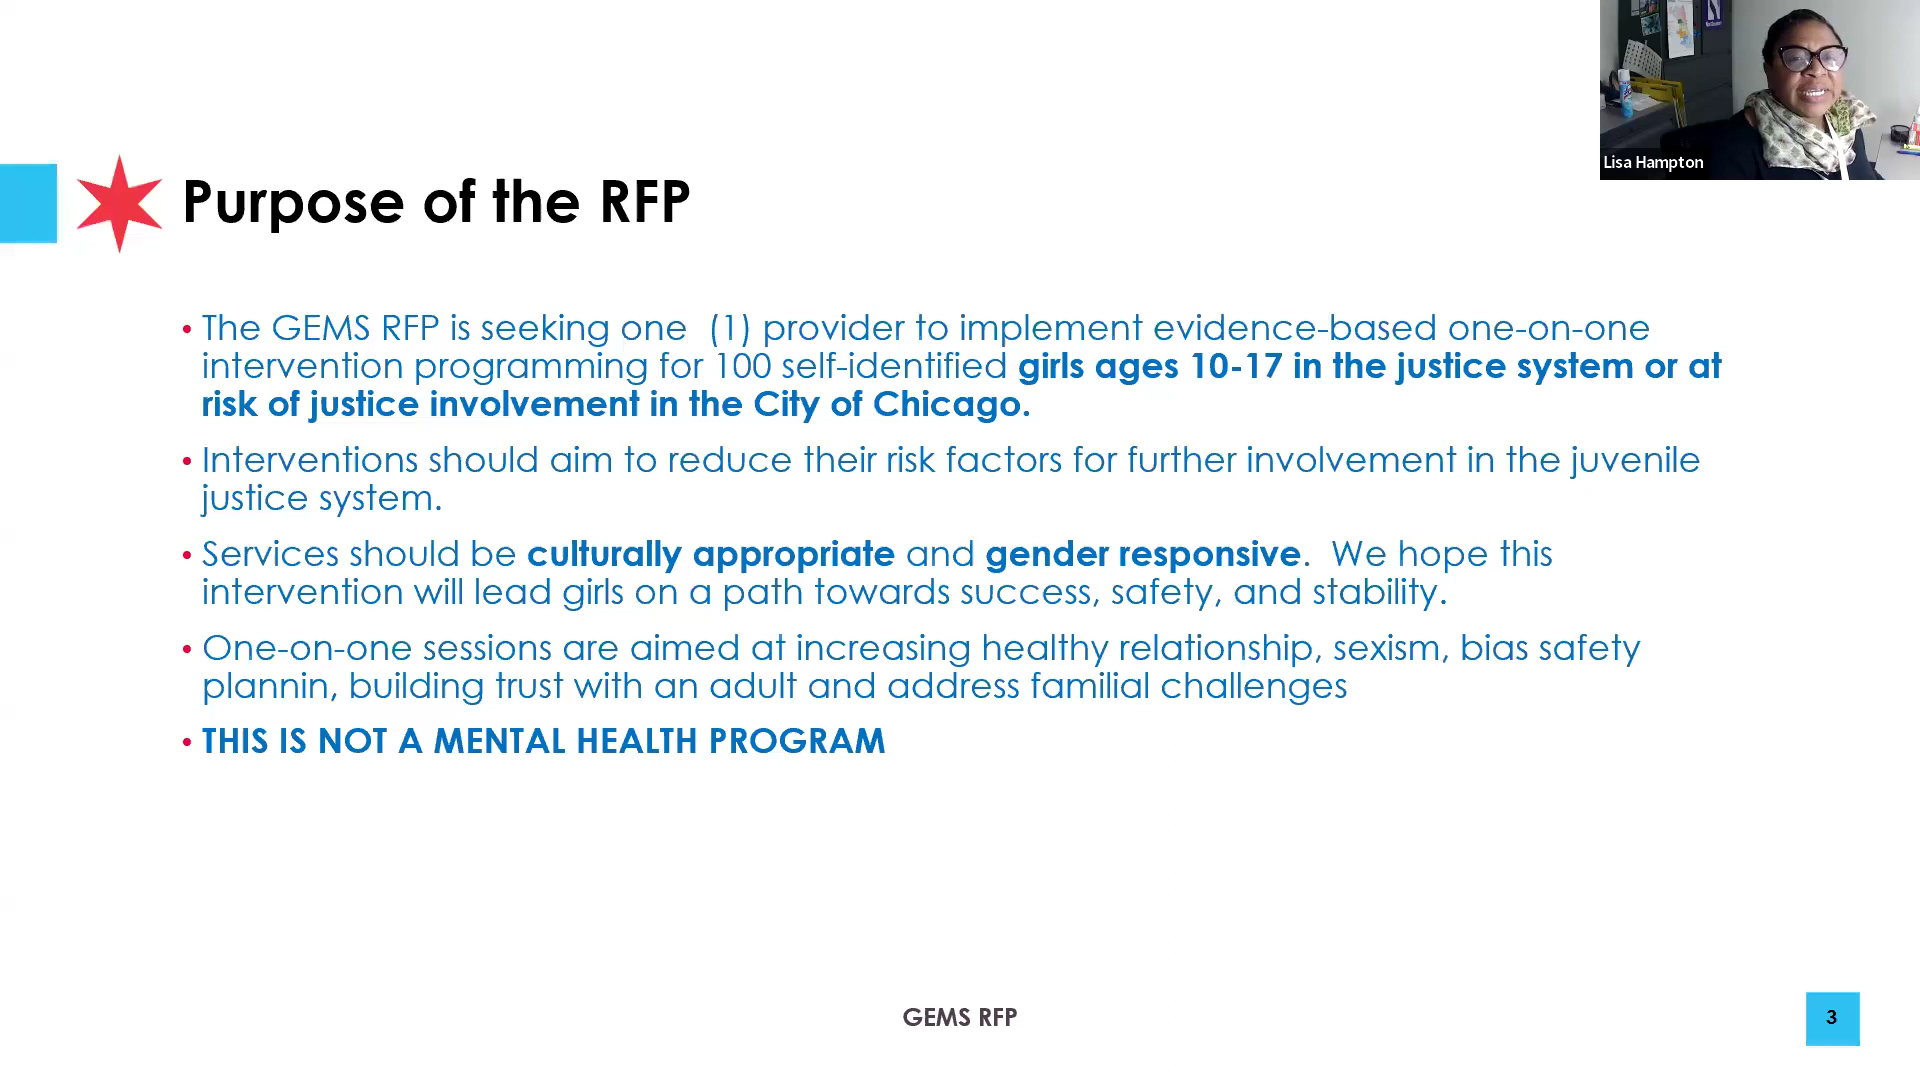 Lisa Hampton
Purpose of the RFP
• The GEMS RFP is seeking one (1) provider to implement evidence-based one-on-one
intervention programming for 100 self-identified girls ages 10-17 in the justice system or at
risk of justice involvement in the City of Chicago.
• Interventions should aim to reduce their risk factors for further involvement in the juvenile
justice system.
• Services should be culturally appropriate and gender responsive. We hope this
intervention will lead girls on a path towards success, safety, and stability.
• One-on-one sessions are aimed at increasing healthy relationship, sexism, bias safety
plannin, building trust with an adult and address familial challenges
• THIS IS NOT A MENTAL HEALTH PROGRAM
GEMS RFP
3